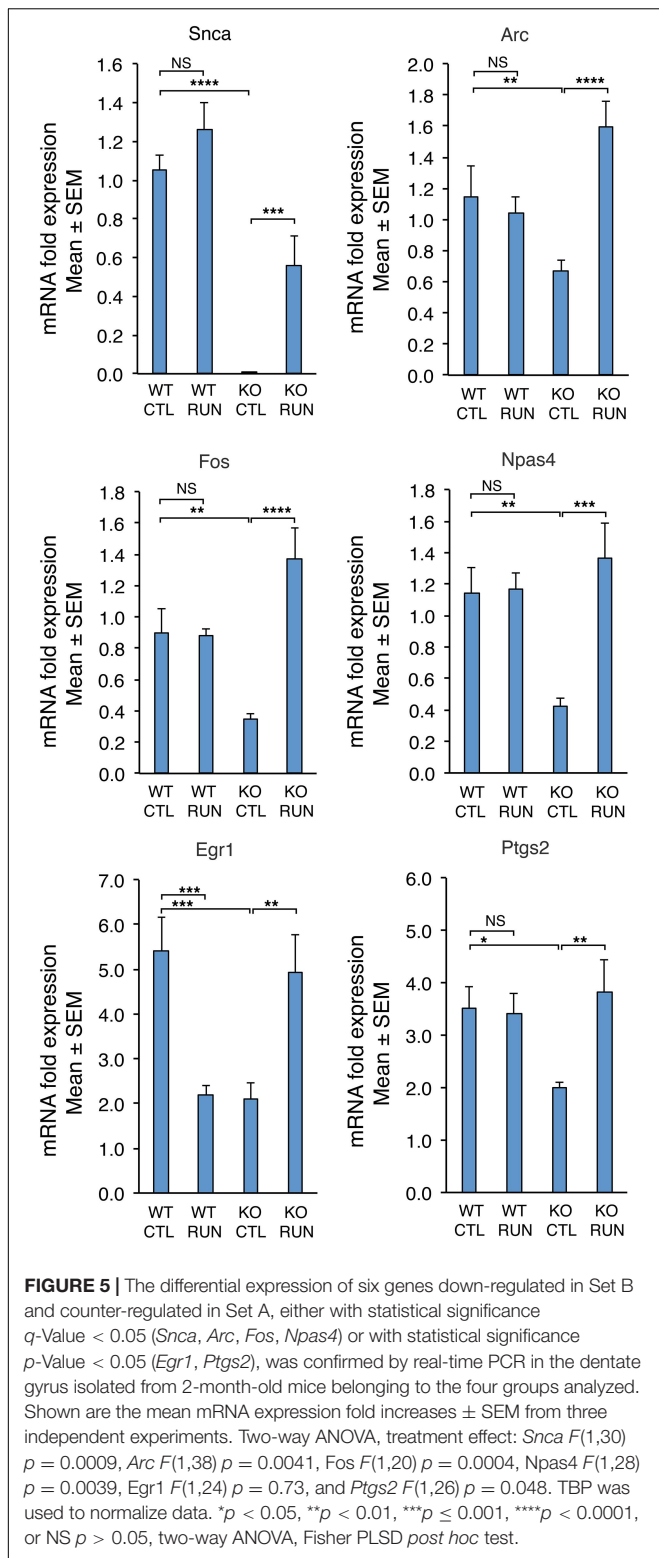 Snca
NS
****
***
mRNA fold expression
Mean ± SEM
1.6
1.4
1.2
1.0
0.8
0.6
0.4
0.2
0.0
WT WT KO KO
CTL RUN CTL RUN
Arc
NS
** ****
mRNA fold expression
Mean ± SEM
2.0
1.8
1.6
1.4
1.2
1.0
0.8
0.6
0.4
0.2
0.0
WT WT KO KO
CTL RUN CTL RUN
Fos
NS
** ****
mRNA fold expression
Mean ± SEM
1.8
1.6
1.4
1.2
1.0
0.8
0.6
0.4
0.2
0.0
WT WT KO KO
CTL RUN CTL RUN
Npas4
NS
** ***
mRNA fold expression
Mean ± SEM
1.8
1.6
1.4
1.2
1.0
0.8
0.6
0.4
0.2
0.0
WT WT KO KO
CTL RUN CTL RUN
Egr1
***
*** **
mRNA fold expression
Mean ± SEM
7.0
6.0
5.0
4.0
3.0
2.0
1.0
0.0
WT WT KO KO
CTL RUN CTL RUN
Ptgs2
NS
* **
mRNA fold expression
Mean ± SEM
6.0
5.0
4.0
3.0
2.0
1.0
0.0
WT WT KO KO
CTL RUN CTL RUN
FIGURE 5 | The differential expression of six genes down-regulated in Set B
and counter-regulated in Set A, either with statistical significance
q-Value < 0.05 (Snca, Arc, Fos, Npas4) or with statistical significance
p-Value < 0.05 (Egr1, Ptgs2), was confirmed by real-time PCR in the dentate
gyrus isolated from 2-month-old mice belonging to the four groups analyzed.
Shown are the mean mRNA expression fold increases ± SEM from three
independent experiments. Two-way ANOVA, treatment effect: Snca F(1,30)
p = 0.0009, Arc F(1,38) p = 0.0041, Fos F(1,20) p = 0.0004, Npas4 F(1,28)
p = 0.0039, Egr1 F(1,24) p = 0.73, and Ptgs2 F(1,26) p = 0.048. TBP was
used to normalize data. *p < 0.05, **p < 0.01, ***p ≤ 0.001, ****p < 0.0001,
or NS p > 0.05, two-way ANOVA, Fisher PLSD post hoc test.